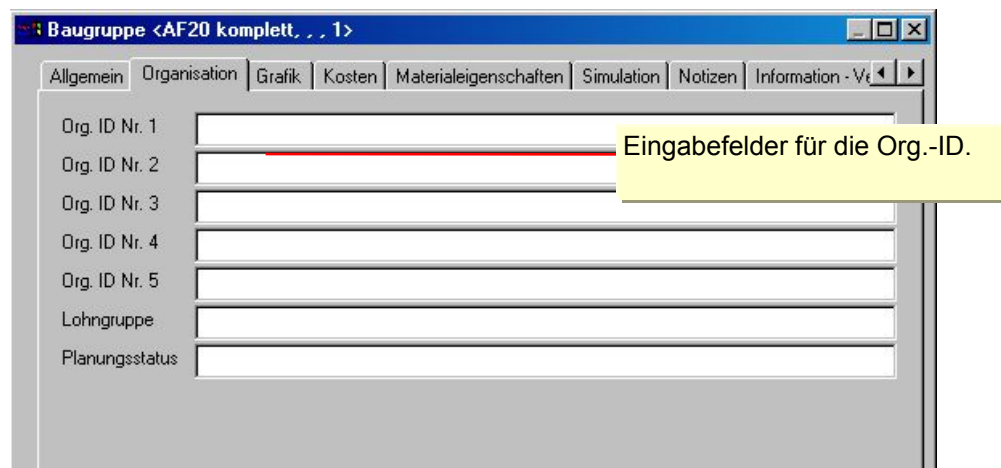 Baugruppe <AF20 komplett, , , 1>
Allgemein Organisation Grafik Kosten Materialeigenschaften Simulation Notizen Information - Ve
Org. ID Nr. 1
Eingabefelder für die Org.-ID.
Org. ID Nr. 2
Org. ID Nr. 3
Org. ID Nr. 4
Org. ID Nr. 5
Lohngruppe
Planungsstatus